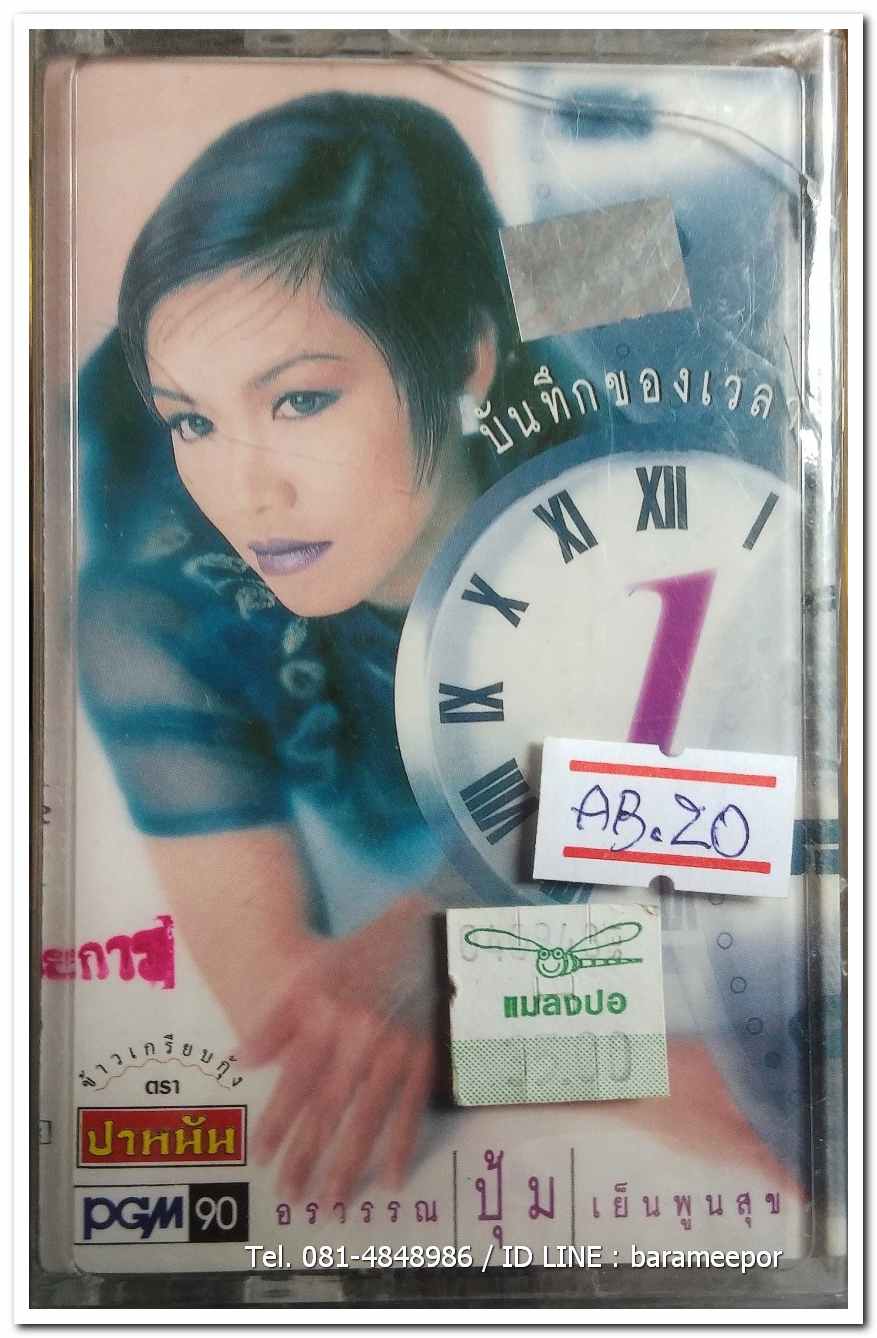 บันทึกของเวลา
XI
XII
I
X
IX
VIII
1
AB.20
แมลงปอ
ข้าวเกรียบกุ้ง
ตรา
ปาหนัน
PGM 90
อรวรรณ ปุ้ม เย็นพูนสุข
Tel. 081-4848986 / ID LINE : barameepor